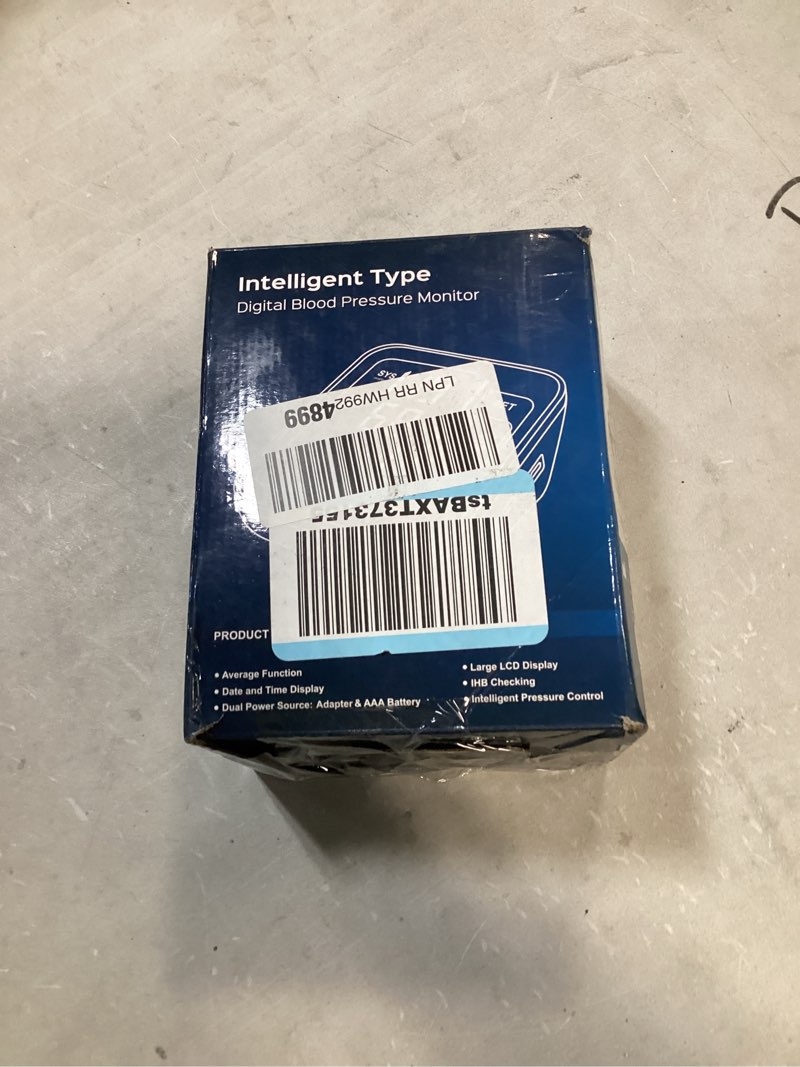 Intelligent Type
Digital Blood Pressure Monitor
SYS
LPN RR HW9924899
PRODUCT
• Average Function
• Date and Time Display
• Dual Power Source: Adapter & AAA Battery
• Large LCD Display
• IHB Checking
• Intelligent Pressure Control